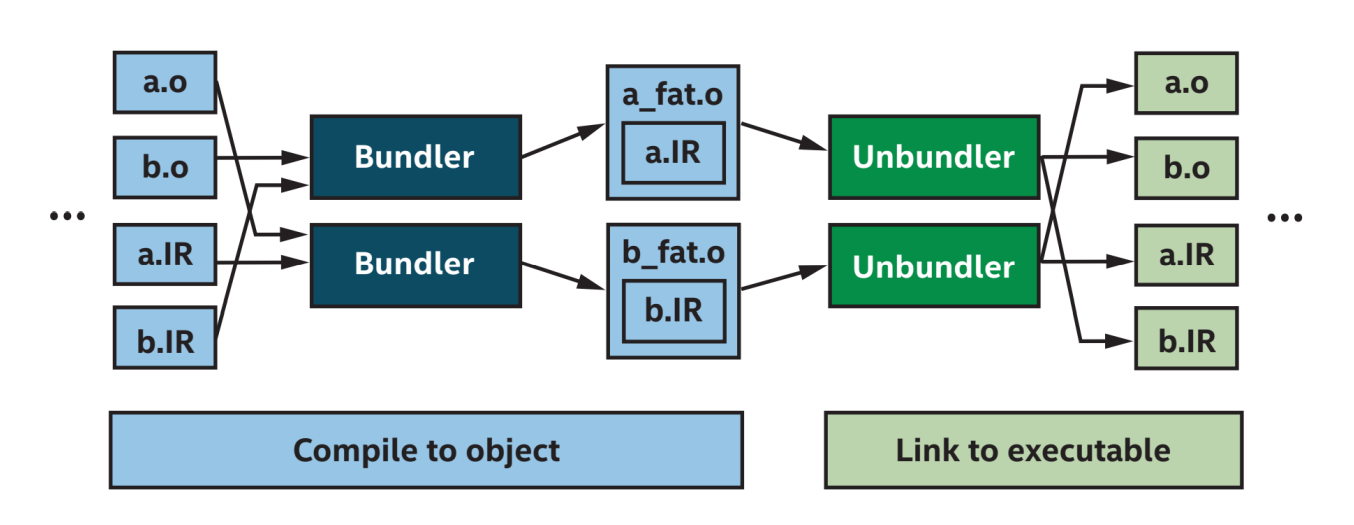 ...
a.o
b.o
a.IR
b.IR
Bundler
Bundler
a_fat.o
a.IR
b_fat.o
b.IR
Unbundler
Unbundler
a.o
b.o
a.IR
b.IR
...
Compile to object
Link to executable